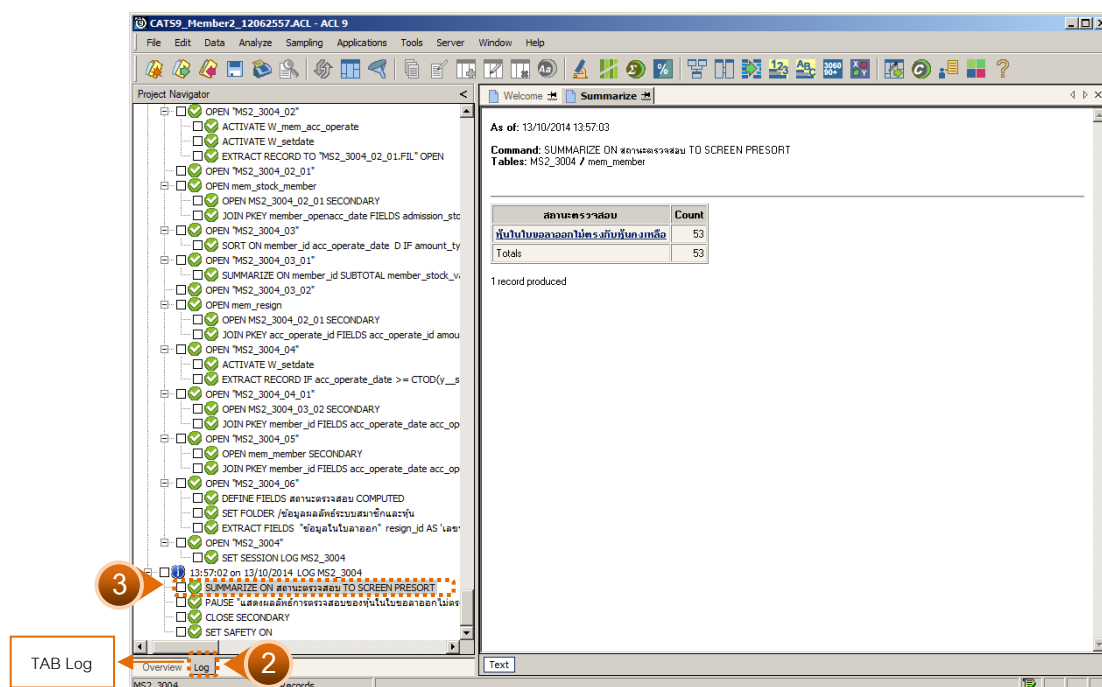 CATS9_Member2_12062557.ACL - ACL 9
File Edit Data Analyze Sampling Applications Tools Server Window Help
Project Navigator <
OPEN "MS2_3004_02"
ACTIVATE W_mem_acc_operate
ACTIVATE W_setdate
EXTRACT RECORD TO "MS2_3004_02_01.FIL" OPEN
OPEN "MS2_3004_02_01"
OPEN mem_stock_member
OPEN MS2_3004_02_01 SECONDARY
JOIN PKEY member_openacc_date FIELDS admission_sto
OPEN "MS2_3004_03"
SORT ON member_id acc_operate_date D IF amount_ty
OPEN "MS2_3004_03_01"
SUMMARIZE ON member_id SUBTOTAL member_stock_v
OPEN "MS2_3004_03_02"
OPEN mem_resign
OPEN MS2_3004_02_01 SECONDARY
JOIN PKEY acc_operate_id FIELDS acc_operate_id amou
OPEN "MS2_3004_04"
ACTIVATE W_setdate
EXTRACT RECORD IF acc_operate_date >= CTOD(y__s
OPEN "MS2_3004_04_01"
OPEN MS2_3004_03_02 SECONDARY
JOIN PKEY member_id FIELDS acc_operate_date acc_op
OPEN "MS2_3004_05"
OPEN mem_member SECONDARY
JOIN PKEY member_id FIELDS acc_operate_date acc_op
OPEN "MS2_3004_06"
DEFINE FIELDS สถานะตรวจสอบ COMPUTED
SET FOLDER /ข้อมูลผลลัพธ์ระบบสมาชิกและหุ้น
EXTRACT FIELDS "ข้อมูลในใบลาออก" resign_id AS 'เลข
OPEN "MS2_3004"
SET SESSION LOG MS2_3004
13:57:02 on 13/10/2014 LOG MS2_3004
3
SUMMARIZE ON สถานะตรวจสอบ TO SCREEN PRESORT
PAUSE "แสดงผลลัพธ์การตรวจสอบของหุ้นในใบขอลาออกไม่ตร
CLOSE SECONDARY
SET SAFETY ON
TAB Log
Overview Log
2
MS2_3004
Records
Welcome Summarize
As of: 13/10/2014 13:57:03
Command: SUMMARIZE ON สถานะตรวจสอบ TO SCREEN PRESORT
Tables: MS2_3004 / mem_member
สถานะตรวจสอบ Count
หุ้นในใบขอลาออกไม่ตรงกับหุ้นคงเหลือ 53
Totals 53
1 record produced
Text